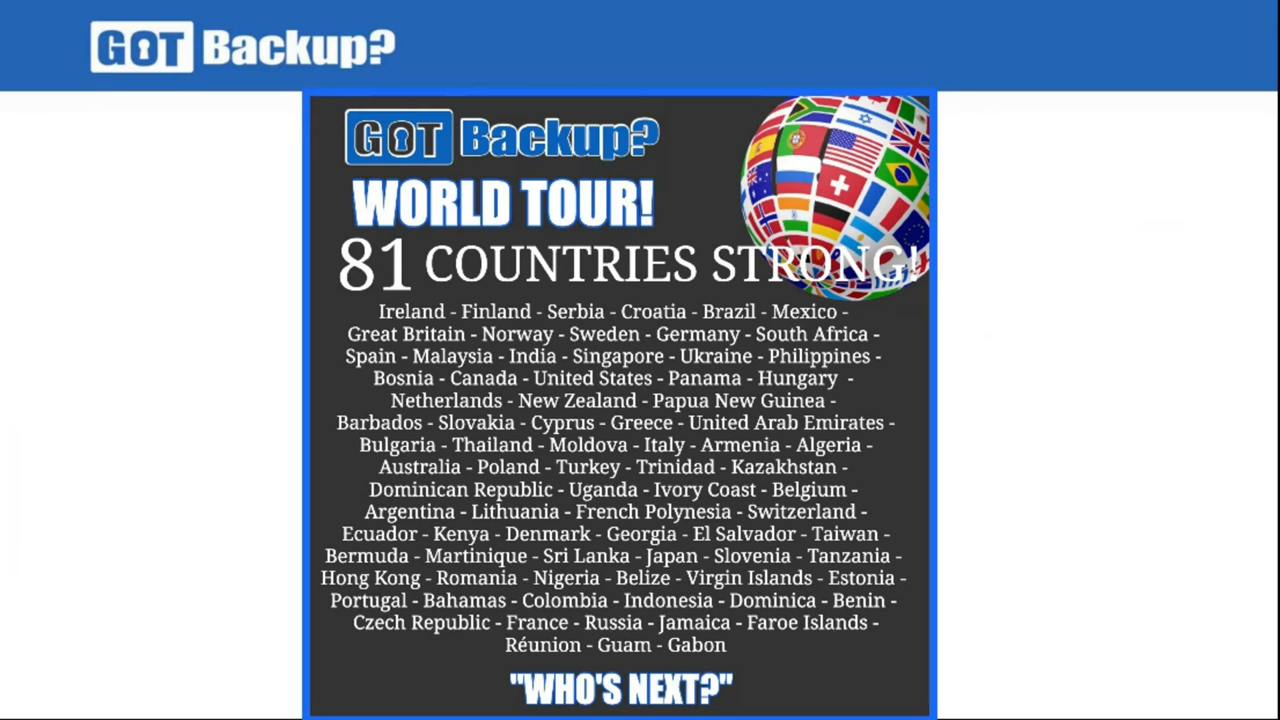 GOT Backup?
GOT Backup?
WORLD TOUR!
81 COUNTRIES STRONG!
Ireland - Finland - Serbia - Croatia - Brazil - Mexico -
Great Britain - Norway - Sweden - Germany - South Africa -
Spain - Malaysia - India - Singapore - Ukraine - Philippines -
Bosnia - Canada - United States - Panama - Hungary -
Netherlands - New Zealand - Papua New Guinea -
Barbados - Slovakia - Cyprus - Greece - United Arab Emirates -
Bulgaria - Thailand - Moldova - Italy - Armenia - Algeria -
Australia - Poland - Turkey - Trinidad - Kazakhstan -
Dominican Republic - Uganda - Ivory Coast - Belgium -
Argentina - Lithuania - French Polynesia - Switzerland -
Ecuador - Kenya - Denmark - Georgia - El Salvador - Taiwan -
Bermuda - Martinique - Sri Lanka - Japan - Slovenia - Tanzania -
Hong Kong - Romania - Nigeria - Belize - Virgin Islands - Estonia -
Portugal - Bahamas - Colombia - Indonesia - Dominica - Benin -
Czech Republic - France - Russia - Jamaica - Faroe Islands -
Réunion - Guam - Gabon
"WHO'S NEXT?"